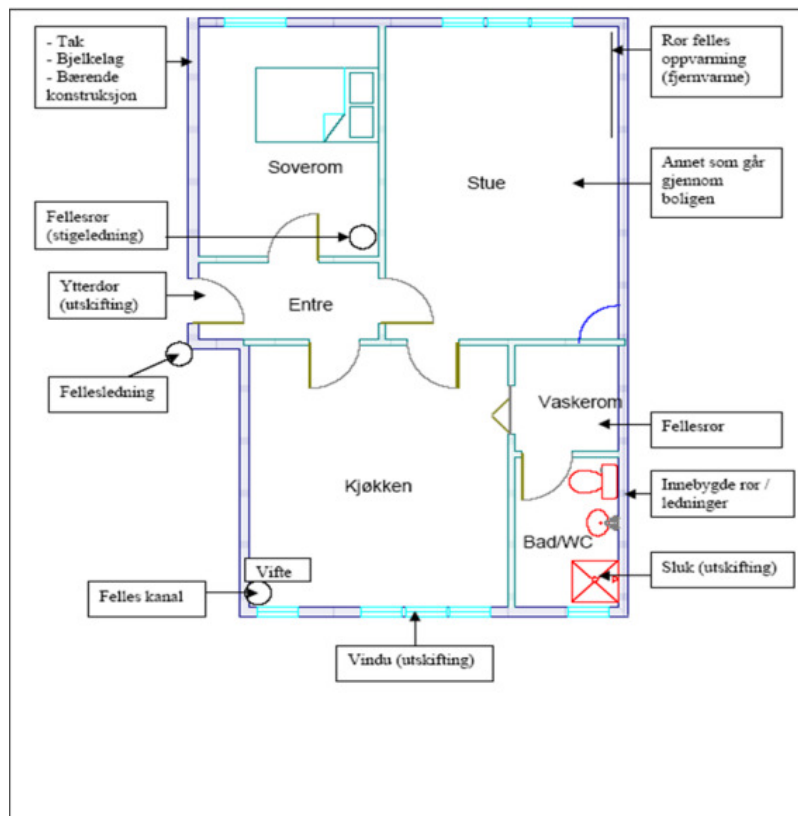 - Tak
- Bjelkelag
- Bærende
konstruksjon
Rør felles
oppvarming
(fjernvarme)
Soverom
Stue
Annet som går
gjennom
boligen
Fellesrør
(stigeledning)
Ytterdør
(utskifting)
Entre
Fellesledning
Vaskerom
Fellesrør
Kjøkken
Innebygde rør /
ledninger
Bad/WC
Vifte
Sluk (utskifting)
Felles kanal
Vindu (utskifting)